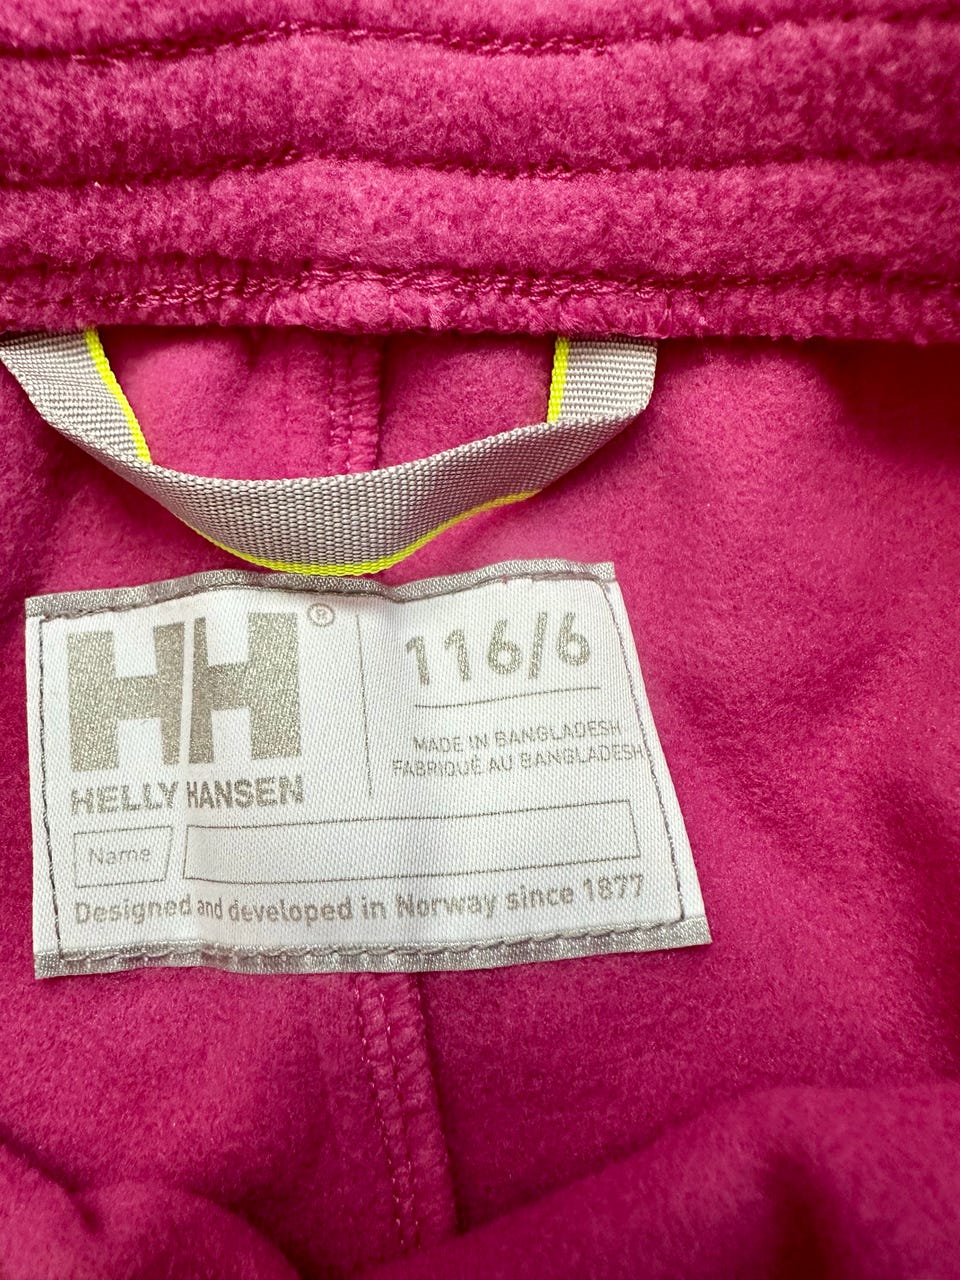 HH®
HELLY HANSEN
116/6
MADE IN BANGLADESH
FABRIQUÉ AU BANGLADESH
Name
Designed and developed in Norway since 1877